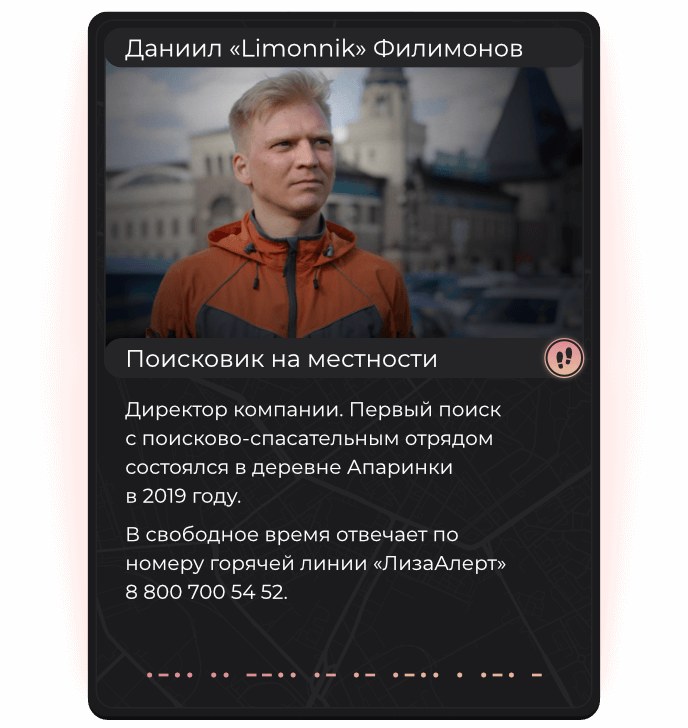 Даниил «Limonnik» Филимонов
Поисковик на местности
Директор компании. Первый поиск
с поисково-спасательным отрядом
состоялся в деревне Апаринки
в 2019 году.
В свободное время отвечает по
номеру горячей линии «ЛизаАлерт»
8 800 700 54 52.